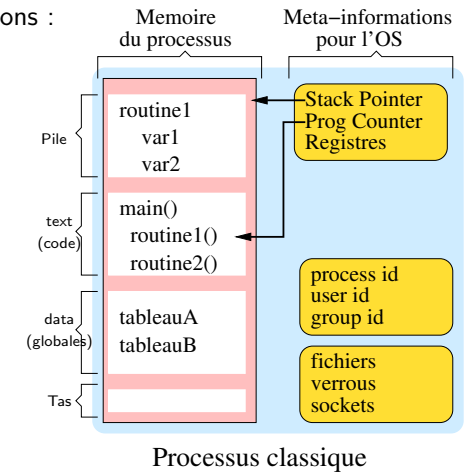 ons :
Memoire
du processus
Meta-informations
pour l'OS
Pile
routine1
var1
var2
Stack Pointer
Prog Counter
Registres
text
(code)
main()
routine1()
routine2()
data
(globales)
tableauA
tableauB
process id
user id
group id
Tas
fichiers
verrous
sockets
Processus classique